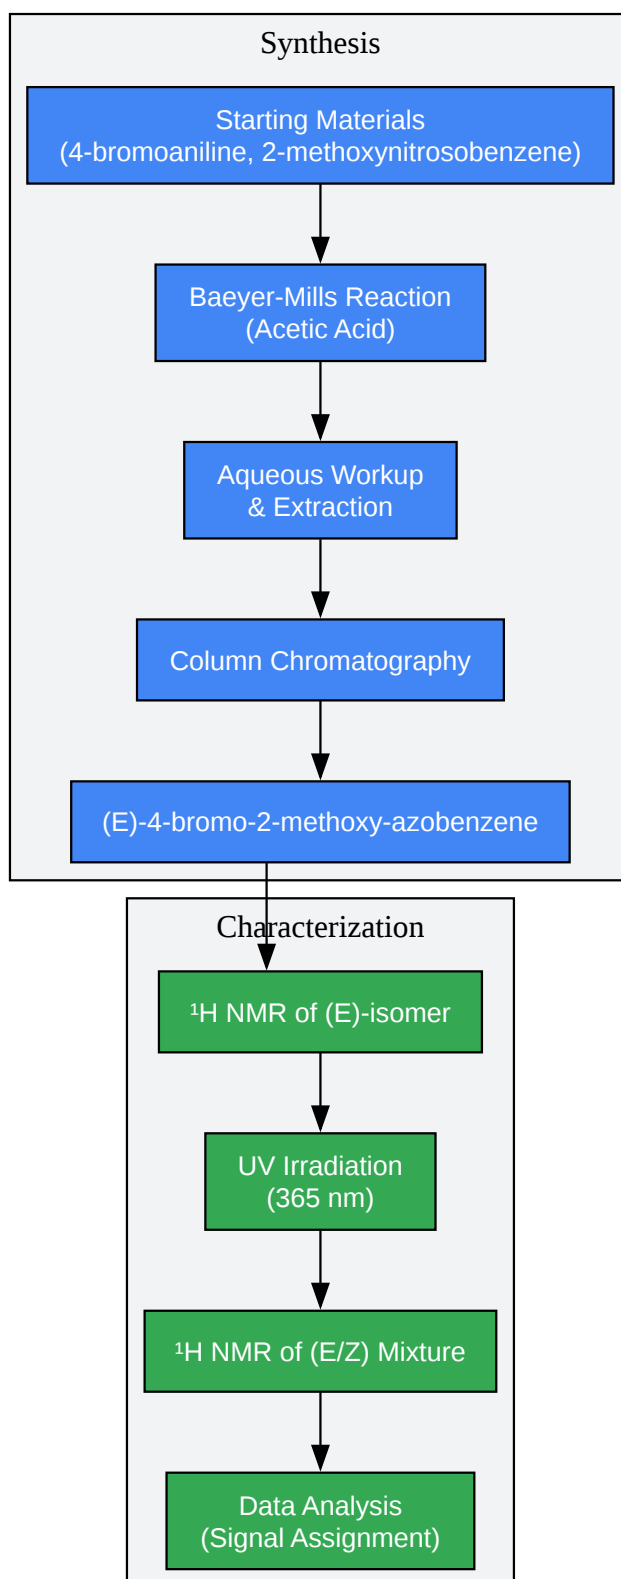 Synthesis
Starting Materials
(4-bromoaniline, 2-methoxynitrosobenzene)
Baeyer-Mills Reaction
(Acetic Acid)
Aqueous Workup
& Extraction
Column Chromatography
(E)-4-bromo-2-methoxy-azobenzene
Characterization
¹H NMR of (E)-isomer
UV Irradiation
(365 nm)
¹H NMR of (E/Z) Mixture
Data Analysis
(Signal Assignment)